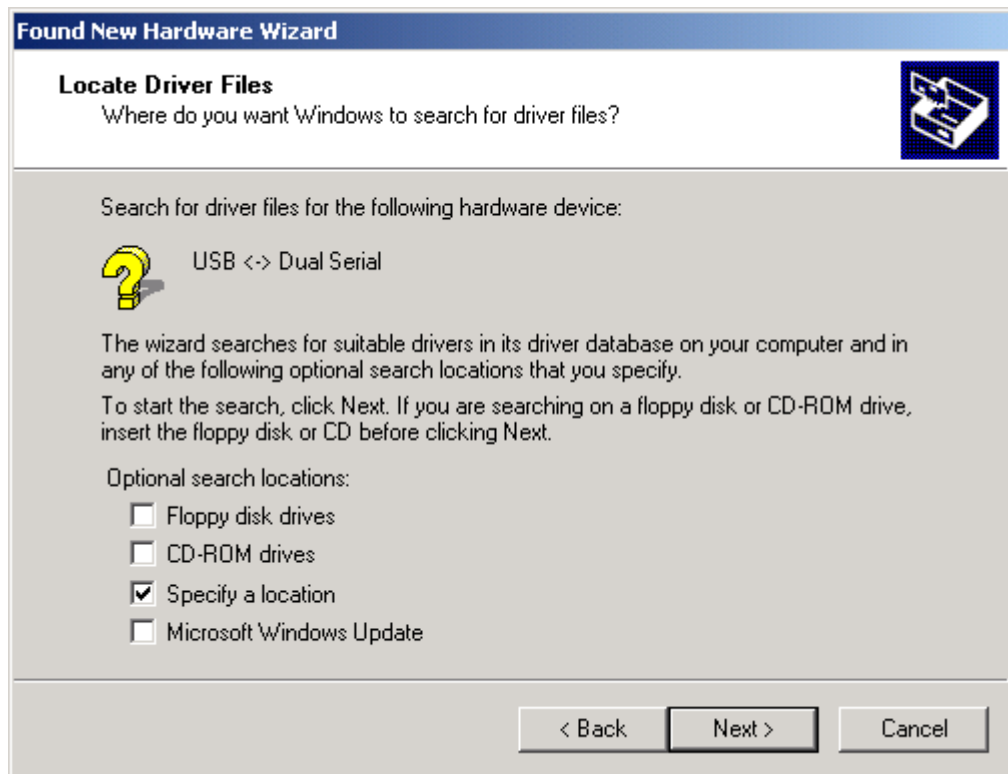 Found New Hardware Wizard
Locate Driver Files
Where do you want Windows to search for driver files?
Search for driver files for the following hardware device:
USB <-> Dual Serial
The wizard searches for suitable drivers in its driver database on your computer and in
any of the following optional search locations that you specify.
To start the search, click Next. If you are searching on a floppy disk or CD-ROM drive,
insert the floppy disk or CD before clicking Next.
Optional search locations:
Floppy disk drives
CD-ROM drives
Specify a location
Microsoft Windows Update
< Back
Next >
Cancel